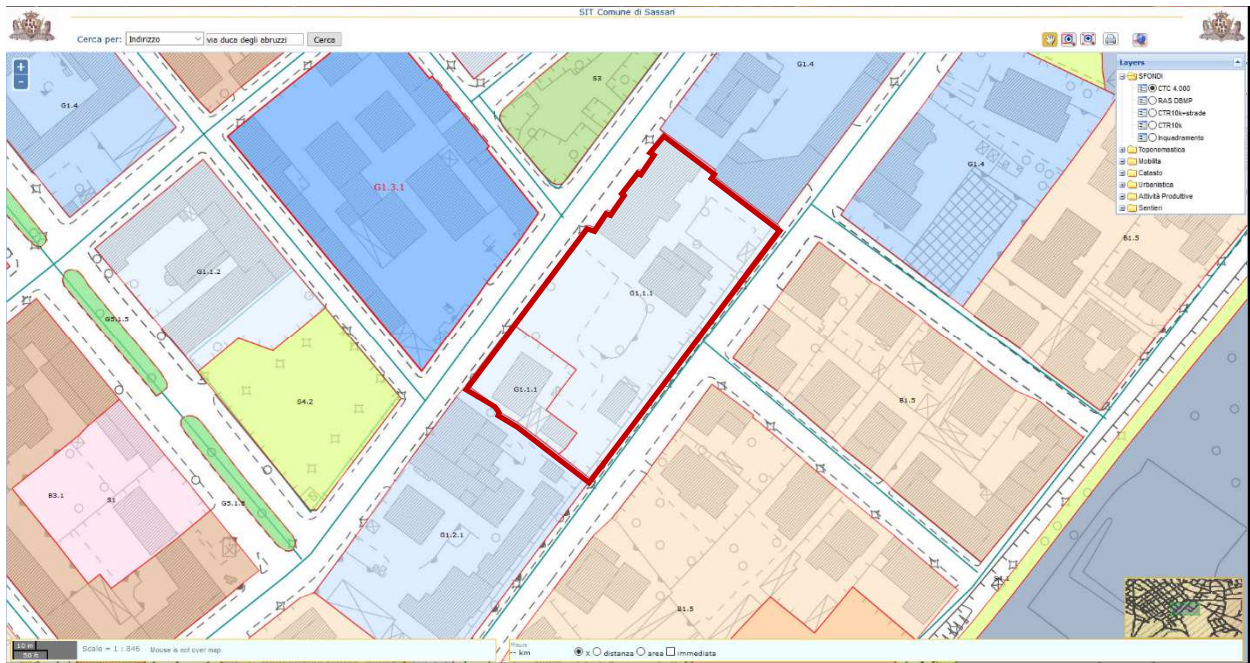 SIT Comune di Sassari
Cerca per: Indirizzo via duca degli abruzzi Cerca
+
-
Layers
SFONDI
CTC 4.000
RAS DBMP
CTR10k+strade
CTR10k
Inquadramento
Toponomastica
Mobilita
Catasto
Urbanistica
Attività Produttive
Sentieri
G1.4
S3
G1.4
G1.4
G1.3.1
B1.5
G1.1.2
G1.1.1
G5.1.5
G1.1.1
S4.2
B1.5
B3.1
S1
G5.1.5
G1.2.1
B1.5
10 m
50 ft
Scale = 1 : 846 Mouse is not over map.
Misure
-- km
x distanza area immediata